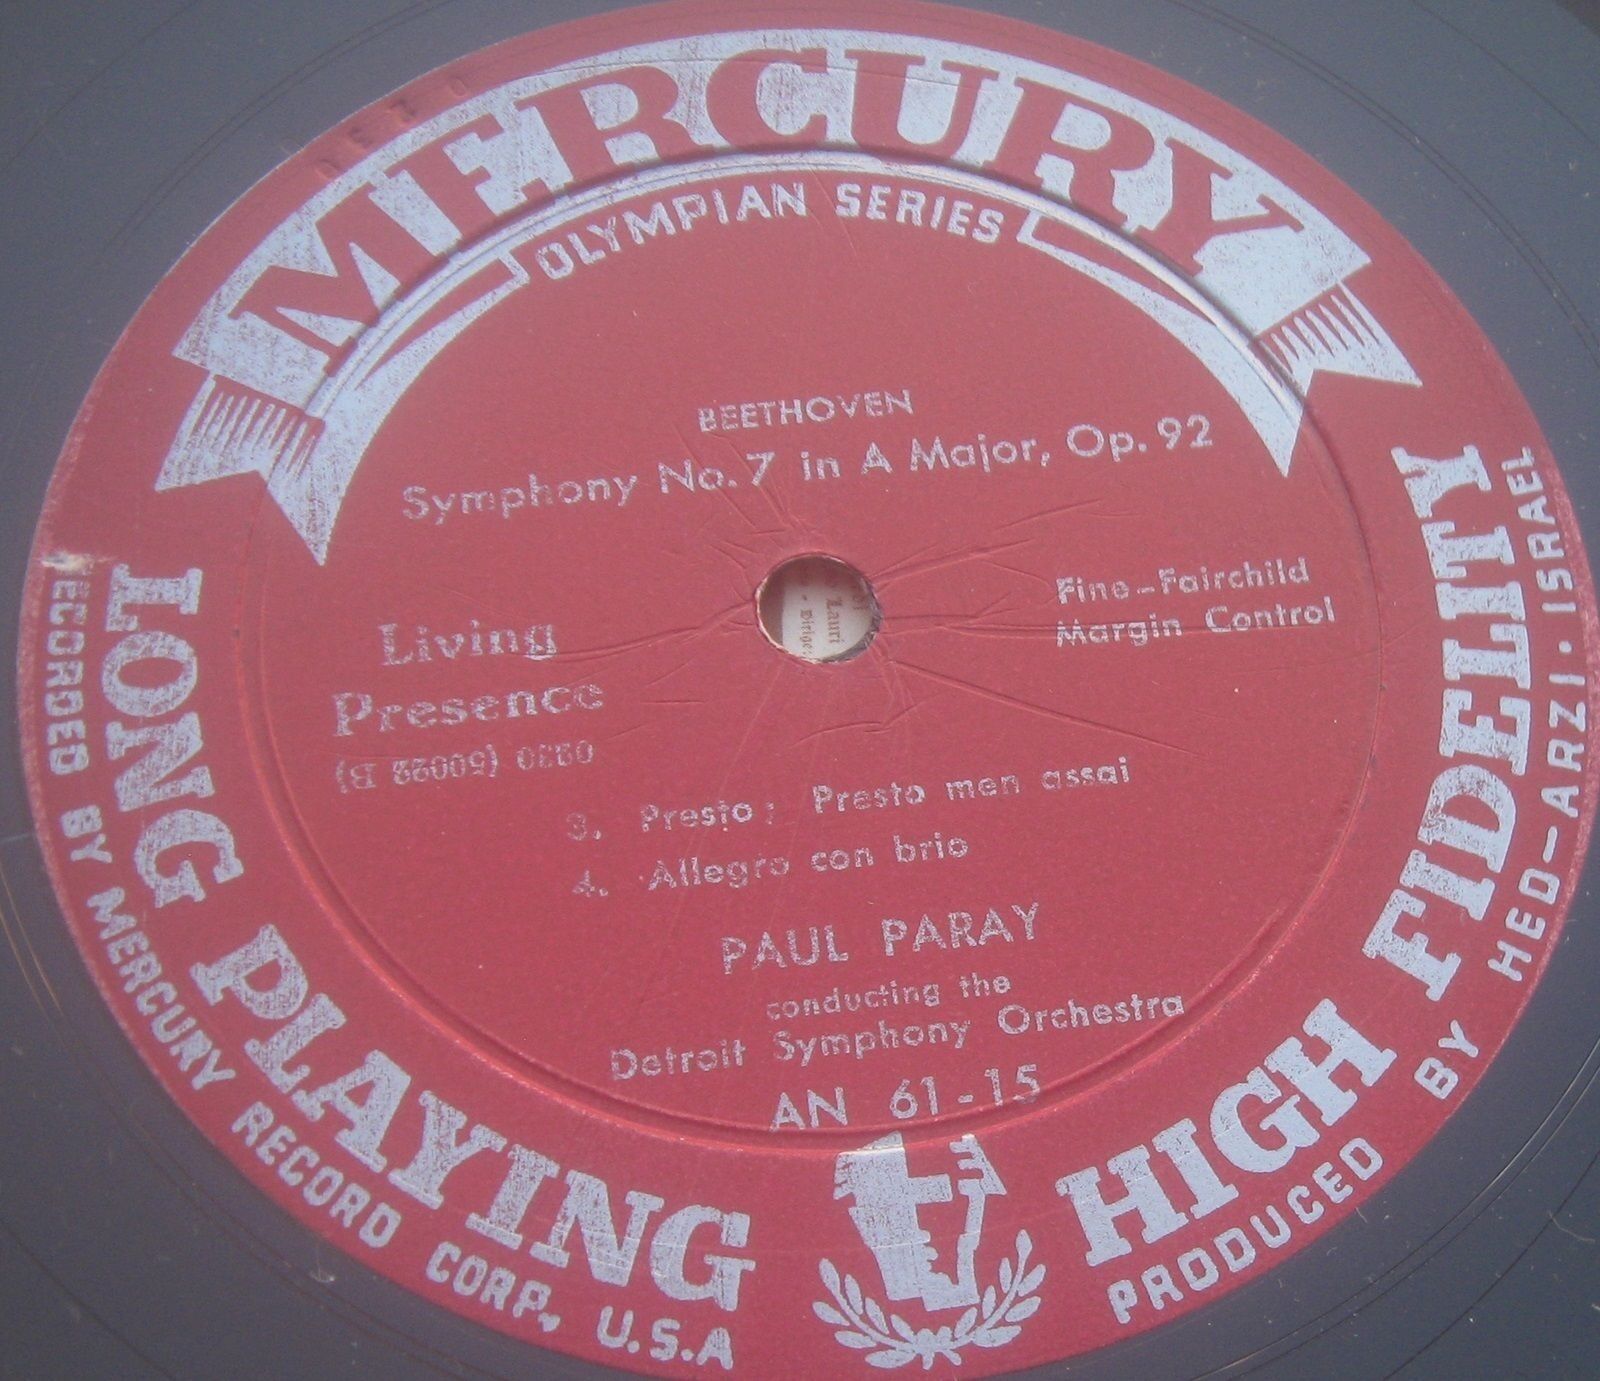 MERCURY
OLYMPIAN SERIES
BEETHOVEN
Symphony No. 7 in A Major, Op. 92
Living
Presence
(50022 B)
Fine-Fairchild
Margin Control
3. Presto; Presto men assai
4. Allegro con brio
PAUL PARAY
conducting the
Detroit Symphony Orchestra
AN 61-15
LONG PLAYING
HIGH FIDELITY
RECORDED BY MERCURY RECORD CORP. U.S.A
PRODUCED BY HED-ARZI·ISRAEL
Lauri